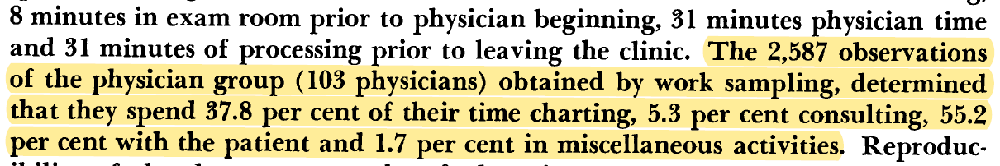 8 minutes in exam room prior to physician beginning, 31 minutes physician time
and 31 minutes of processing prior to leaving the clinic. The 2,587 observations
of the physician group (103 physicians) obtained by work sampling, determined
that they spend 37.8 per cent of their time charting, 5.3 per cent consulting, 55.2
per cent with the patient and 1.7 per cent in miscellaneous activities. Reproduc-